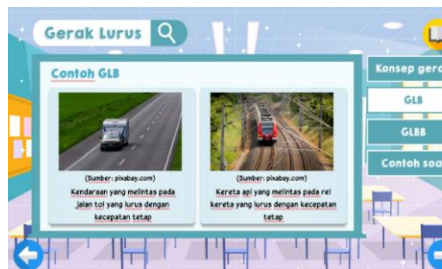 Gerak Lurus
Contoh GLB
(Sumber: pixabay.com)
Kendaraan yang melintas pada
jalan tol yang lurus dengan
kecepatan tetap
(Sumber: pixabay.com)
Kereta api yang melintas pada rel
kereta yang lurus dengan kecepatan
tetap
Konsep gera
GLB
GLBB
Contoh soa